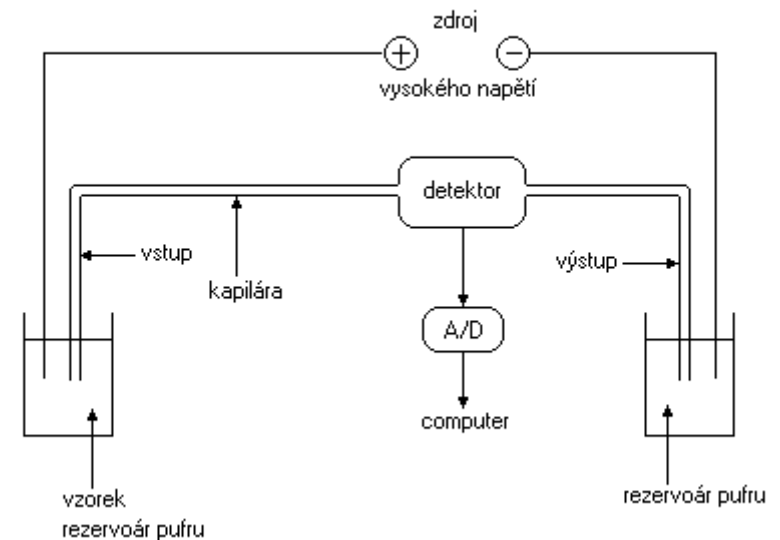 zdroj
+
−
vysokého napětí
detektor
vstup
výstup
kapilára
A/D
computer
vzorek
rezervoár pufru
rezervoár pufru